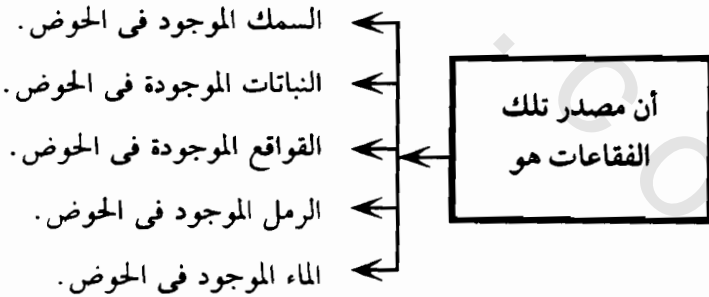 أن مصدر تلك
الفقاعات هو
السمك الموجود فى الحوض.
النباتات الموجودة فى الحوض.
القواقع الموجودة فى الحوض.
الرمل الموجود فى الحوض.
الماء الموجود فى الحوض.